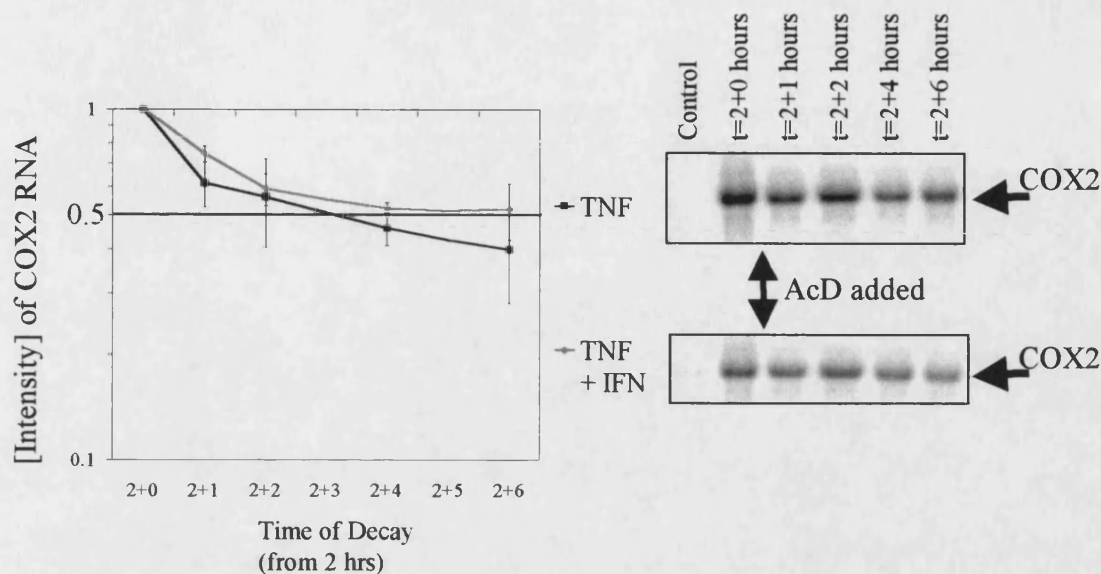 [Intensity] of COX2 RNA
1
0.5
0.1
2+0 2+1 2+2 2+3 2+4 2+5 2+6
Time of Decay
(from 2 hrs)
TNF
TNF
+ IFN
Control
t=2+0 hours
t=2+1 hours
t=2+2 hours
t=2+4 hours
t=2+6 hours
COX2
AcD added
COX2